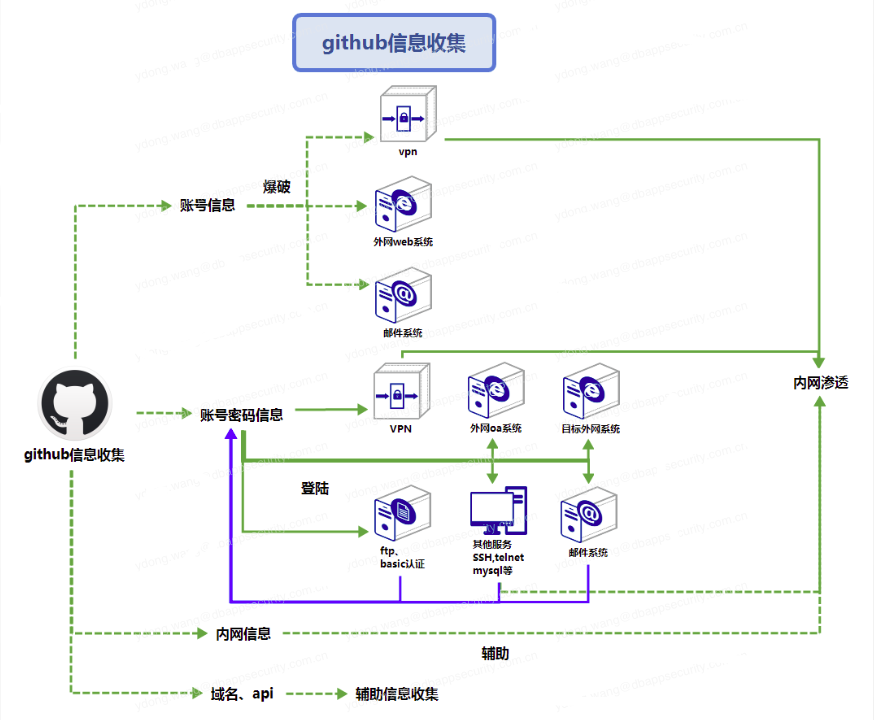 github信息收集
vpn
爆破
账号信息
外网web系统
邮件系统
内网渗透
账号密码信息
VPN
外网oa系统
目标外网系统
github信息收集
登陆
ftp、
basic认证
其他服务
SSH,telnet
mysql等
邮件系统
内网信息
辅助
域名、api
辅助信息收集
ydong.wang@dbappsecurity.com.cn